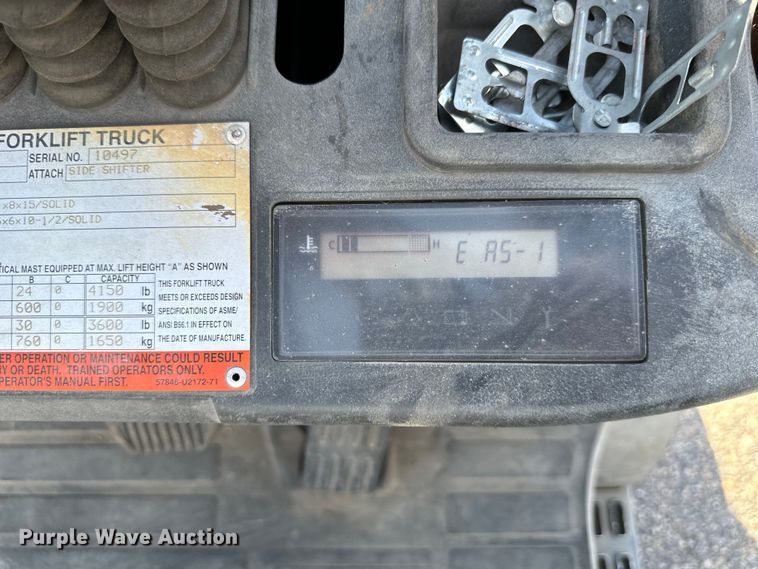 FORKLIFT TRUCK
SERIAL NO. 10497
ATTACH SIDE SHIFTER
x8x15/SOLID
x6x10-1/2/SOLID
TICAL MAST EQUIPPED AT MAX. LIFT HEIGHT "A" AS SHOWN
B C CAPACITY
24 0 4150 lb
600 0 1900 kg
30 0 3600 lb
760 0 1650 kg
THIS FORKLIFT TRUCK
MEETS OR EXCEEDS DESIGN
SPECIFICATIONS OF ASME/
ANSI B56.1 IN EFFECT ON
THE DATE OF MANUFACTURE.
ER OPERATION OR MAINTENANCE COULD RESULT
RY OR DEATH. TRAINED OPERATORS ONLY.
PERATOR'S MANUAL FIRST. 57846-U2172-71
C H E A5-1
Purple Wave Auction